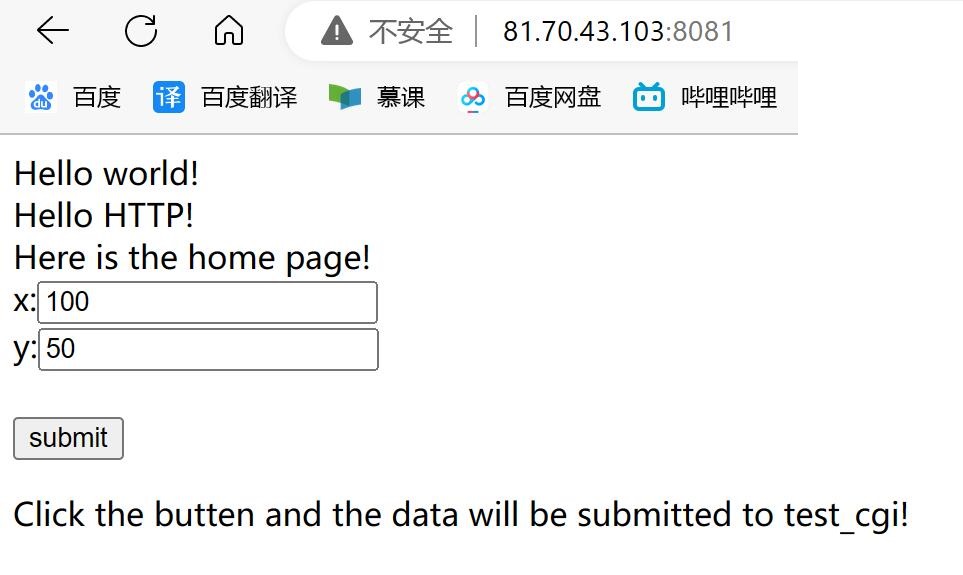 不安全 81.70.43.103:8081
du 百度 译 百度翻译 慕课 百度网盘 哔哩哔哩
Hello world!
Hello HTTP!
Here is the home page!
x:100
y:50
submit
Click the butten and the data will be submitted to test_cgi!